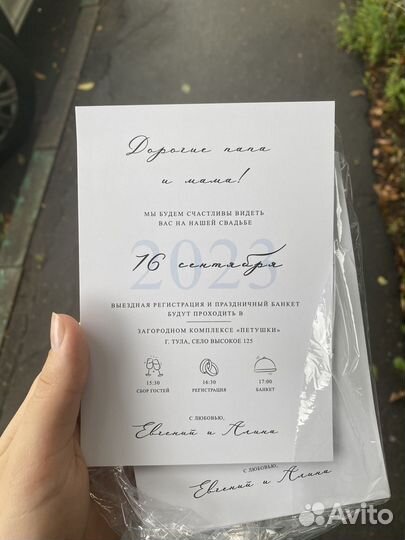 Дорогие папа
и мама!
МЫ БУДЕМ СЧАСТЛИВЫ ВИДЕТЬ
ВАС НА НАШЕЙ СВАДЬБЕ
2023
16 сентября
ВЫЕЗДНАЯ РЕГИСТРАЦИЯ И ПРАЗДНИЧНЫЙ БАНКЕТ
БУДУТ ПРОХОДИТЬ В
ЗАГОРОДНОМ КОМПЛЕКСЕ «ПЕТУШКИ»
Г. ТУЛА, СЕЛО ВЫСОКОЕ 125
15:30 16:30 17:00
СБОР ГОСТЕЙ РЕГИСТРАЦИЯ БАНКЕТ
С ЛЮБОВЬЮ,
Евгений и Алина
С ЛЮБОВЬЮ,
Евгений и Алина
Avito